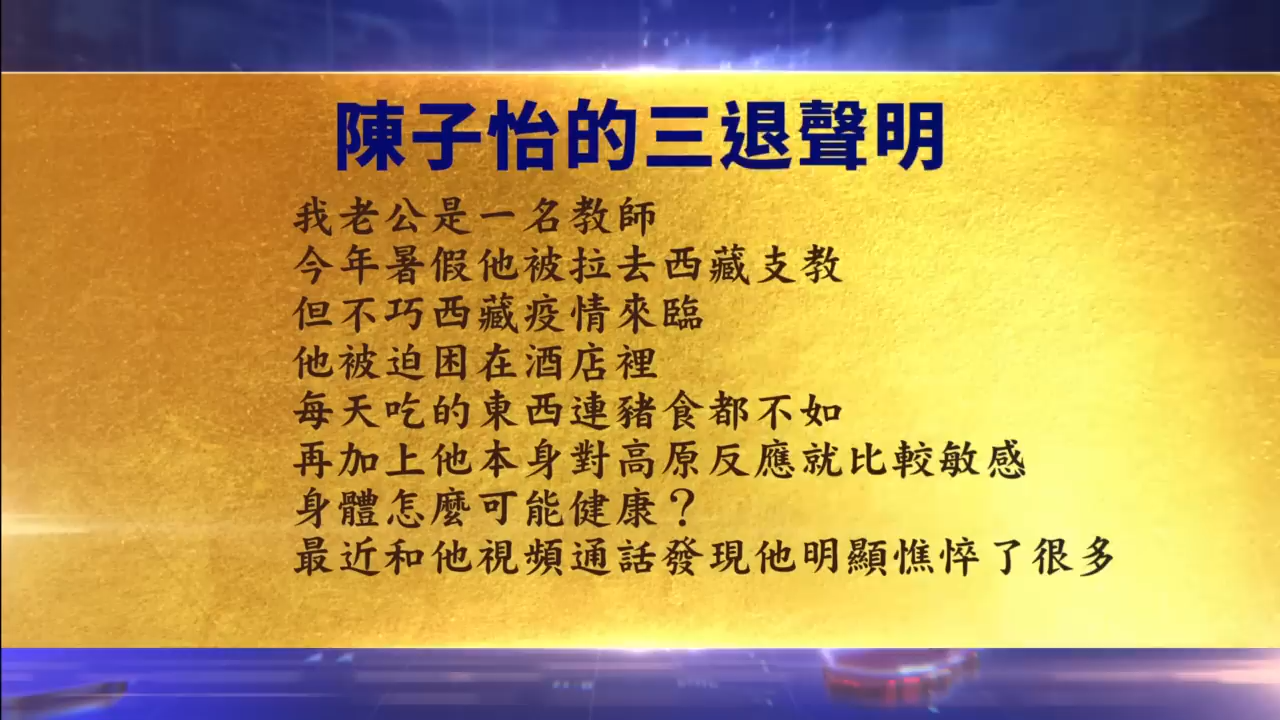 陳子怡的三退聲明
我老公是一名教師
今年暑假他被拉去西藏支教
但不巧西藏疫情來臨
他被迫困在酒店裡
每天吃的東西連豬食都不如
再加上他本身對高原反應就比較敏感
身體怎麼可能健康？
最近和他視頻通話發現他明顯憔悴了很多